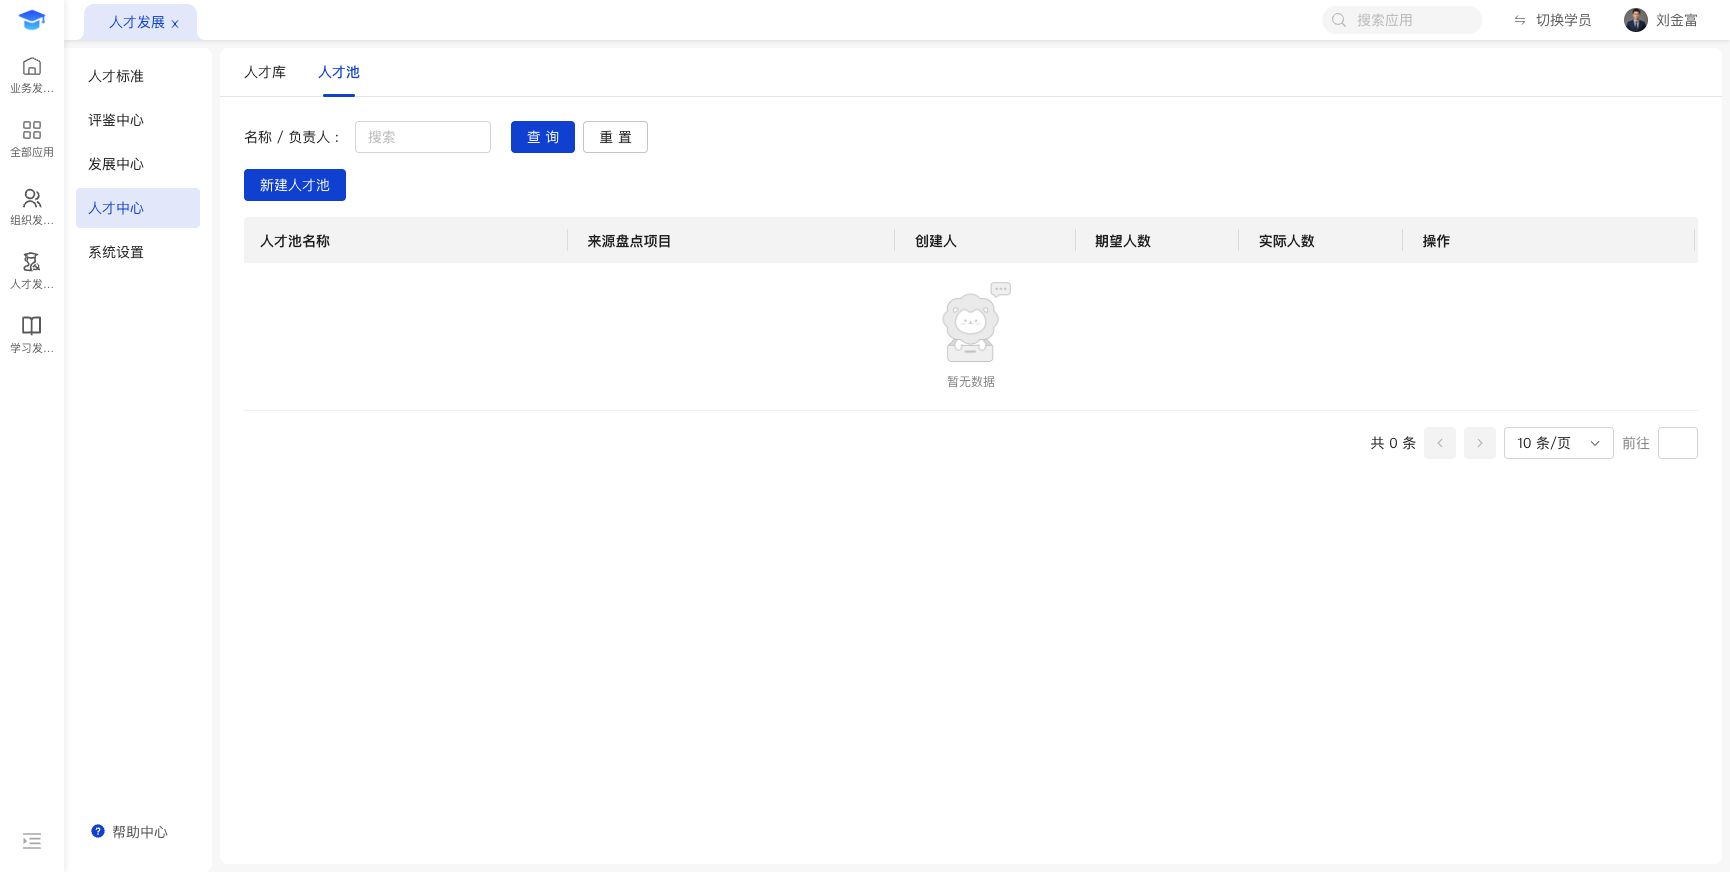 人才发展 x
搜索应用
切换学员
刘金富
业务发...
全部应用
组织发...
人才发...
学习发...
人才标准
评鉴中心
发展中心
人才中心
系统设置
帮助中心
人才库 人才池
名称 / 负责人： 搜索 查 询 重 置
新建人才池
人才池名称 来源盘点项目 创建人 期望人数 实际人数 操作
暂无数据
共 0 条 < > 10 条/页 前往